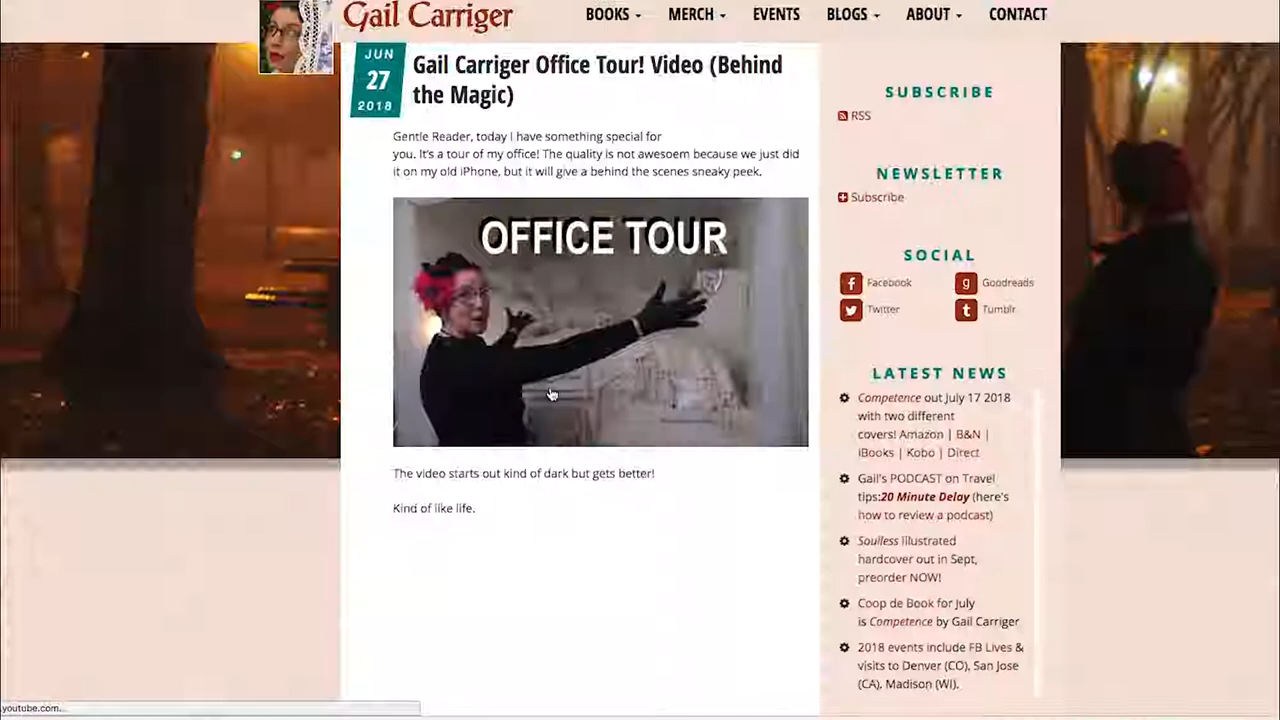 Gail Carriger
BOOKS
MERCH
EVENTS
BLOGS
ABOUT
CONTACT
JUN
27
2018
Gail Carriger Office Tour! Video (Behind
the Magic)
Gentle Reader, today I have something special for
you. It's a tour of my office! The quality is not awesoem because we just did
it on my old iPhone, but it will give a behind the scenes sneaky peek.
OFFICE TOUR
The video starts out kind of dark but gets better!
Kind of like life.
SUBSCRIBE
RSS
NEWSLETTER
Subscribe
SOCIAL
f Facebook
g Goodreads
Twitter
t Tumblr
LATEST NEWS
Competence out July 17 2018
with two different
covers! Amazon | B&N |
iBooks | Kobo | Direct
Gail's PODCAST on Travel
tips:20 Minute Delay (here's
how to review a podcast)
Soulless illustrated
hardcover out in Sept,
preorder NOW!
Coop de Book for July
is Competence by Gail Carriger
2018 events include FB Lives &
visits to Denver (CO), San Jose
(CA), Madison (WI).
youtube.com...